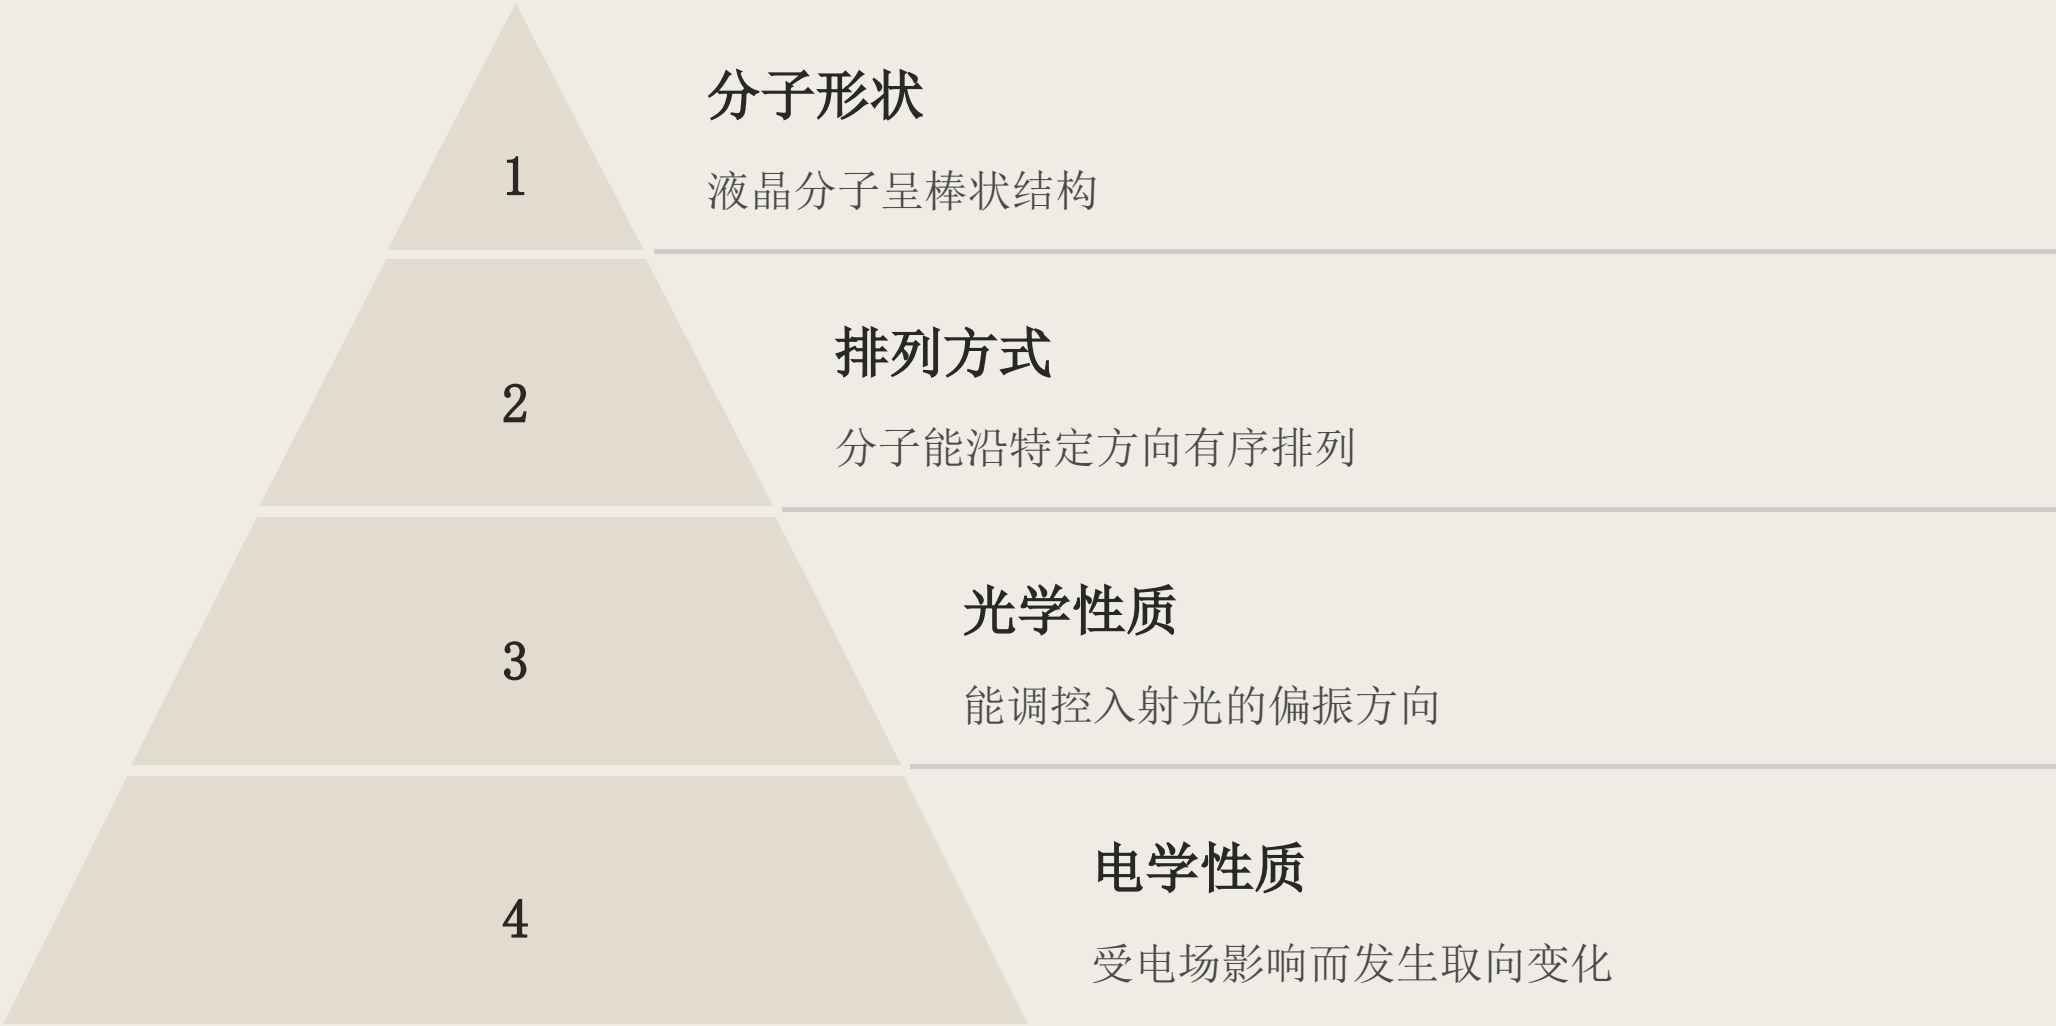 1
分子形状
液晶分子呈棒状结构
2
排列方式
分子能沿特定方向有序排列
3
光学性质
能调控入射光的偏振方向
4
电学性质
受电场影响而发生取向变化